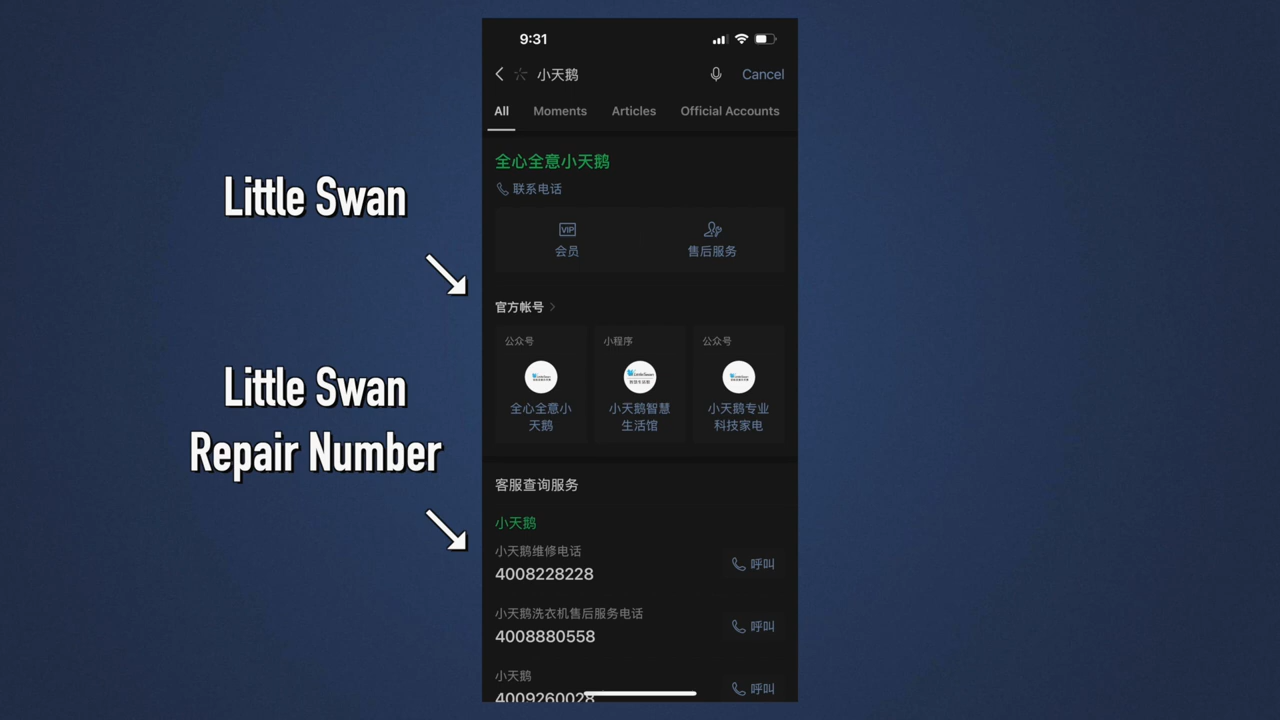 9:31
小天鹅
Cancel
All
Moments
Articles
Official Accounts
全心全意小天鹅
联系电话
VIP
会员
售后服务
Little Swan
官方帐号
公众号
小程序
公众号
LittleSwan
LittleSwan
LittleSwan
全心全意小
天鹅
小天鹅智慧
生活馆
小天鹅专业
科技家电
Little Swan
Repair Number
客服查询服务
小天鹅
小天鹅维修电话
4008228228
呼叫
小天鹅洗衣机售后服务电话
4008880558
呼叫
小天鹅
4009260028
呼叫